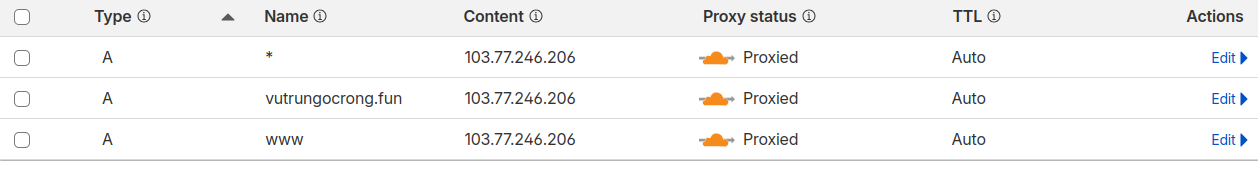 Type Name Content Proxy status TTL Actions
A * 103.77.246.206 Proxied Auto Edit
A vutrungocrong.fun 103.77.246.206 Proxied Auto Edit
A www 103.77.246.206 Proxied Auto Edit